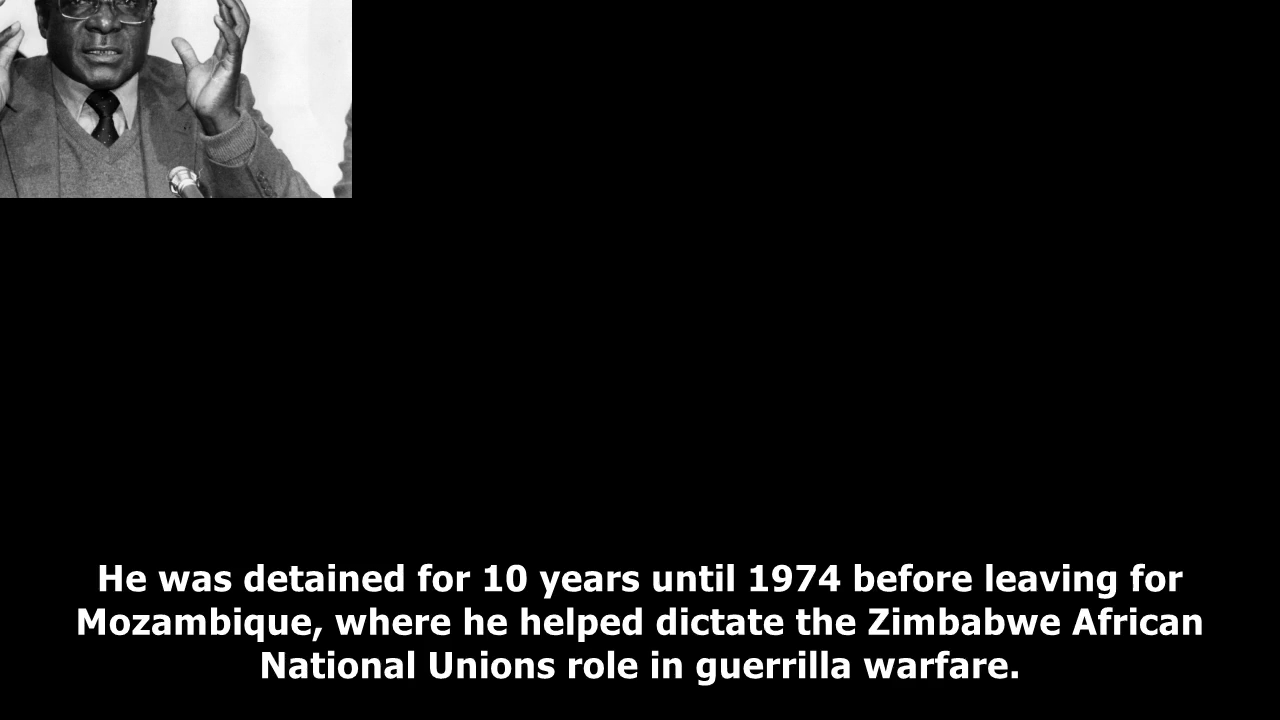 He was detained for 10 years until 1974 before leaving for
Mozambique, where he helped dictate the Zimbabwe African
National Unions role in guerrilla warfare.